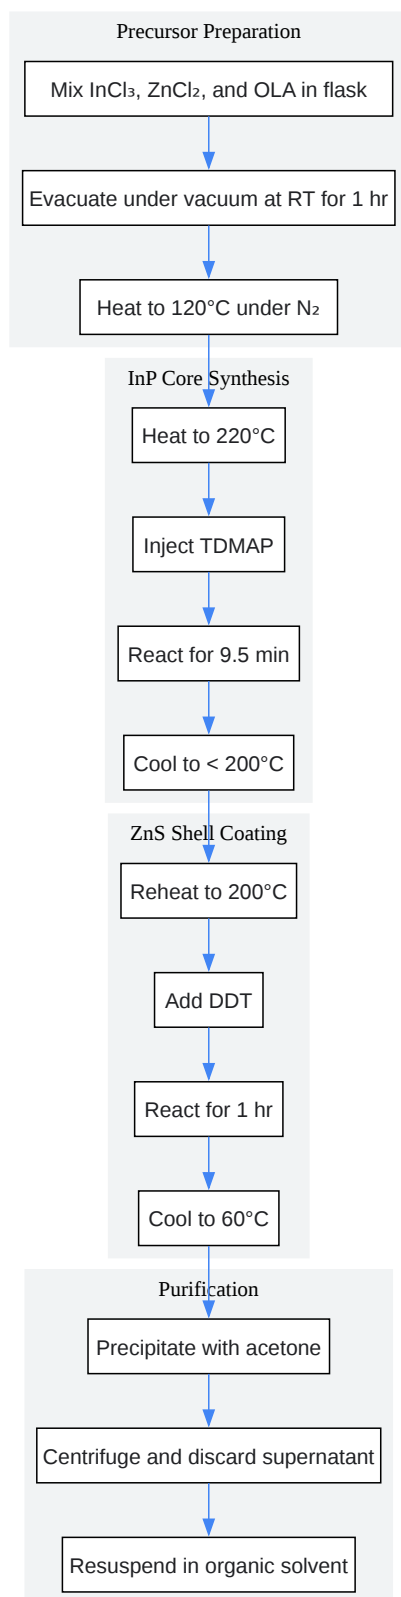 Precursor Preparation
Mix InCl₃, ZnCl₂, and OLA in flask
Evacuate under vacuum at RT for 1 hr
Heat to 120°C under N₂
InP Core Synthesis
Heat to 220°C
Inject TDMAP
React for 9.5 min
Cool to < 200°C
ZnS Shell Coating
Reheat to 200°C
Add DDT
React for 1 hr
Cool to 60°C
Purification
Precipitate with acetone
Centrifuge and discard supernatant
Resuspend in organic solvent